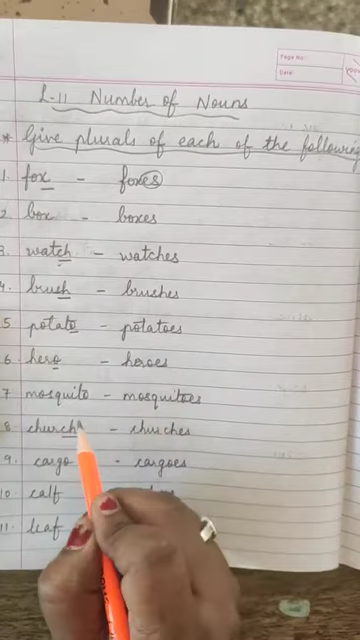 Page No:
Date:
L-11 Number of Nouns
* Give plurals of each of the following
1. fox - foxes
2. box - boxes
3. watch - watches
4. brush - brushes
5 potato - potatoes
6. hero - heroes
7 mosquito - mosquitoes
8 church - churches
9. cargo - cargoes
10 calf
11. leaf